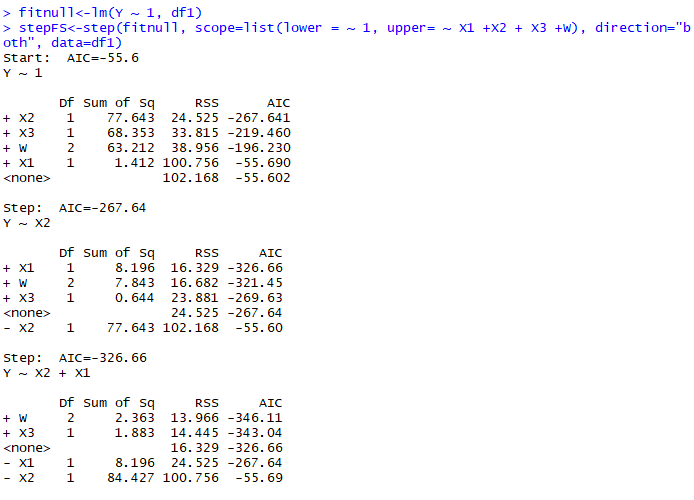 > fitnull<-lm(Y ~ 1, df1)
> stepFS<-step(fitnull, scope=list(lower = ~ 1, upper= ~ X1 +X2 + X3 +W), direction="b
oth", data=df1)
Start:  AIC=-55.6
Y ~ 1

       Df Sum of Sq     RSS      AIC
+ X2    1    77.643  24.525 -267.641
+ X3    1    68.353  33.815 -219.460
+ W     2    63.212  38.956 -196.230
+ X1    1     1.412 100.756  -55.690
<none>              102.168  -55.602

Step:  AIC=-267.64
Y ~ X2

       Df Sum of Sq     RSS     AIC
+ X1    1     8.196  16.329 -326.66
+ W     2     7.843  16.682 -321.45
+ X3    1     0.644  23.881 -269.63
<none>               24.525 -267.64
- X2    1    77.643 102.168  -55.60

Step:  AIC=-326.66
Y ~ X2 + X1

       Df Sum of Sq     RSS     AIC
+ W     2     2.363  13.966 -346.11
+ X3    1     1.883  14.445 -343.04
<none>               16.329 -326.66
- X1    1     8.196  24.525 -267.64
- X2    1    84.427 100.756  -55.69